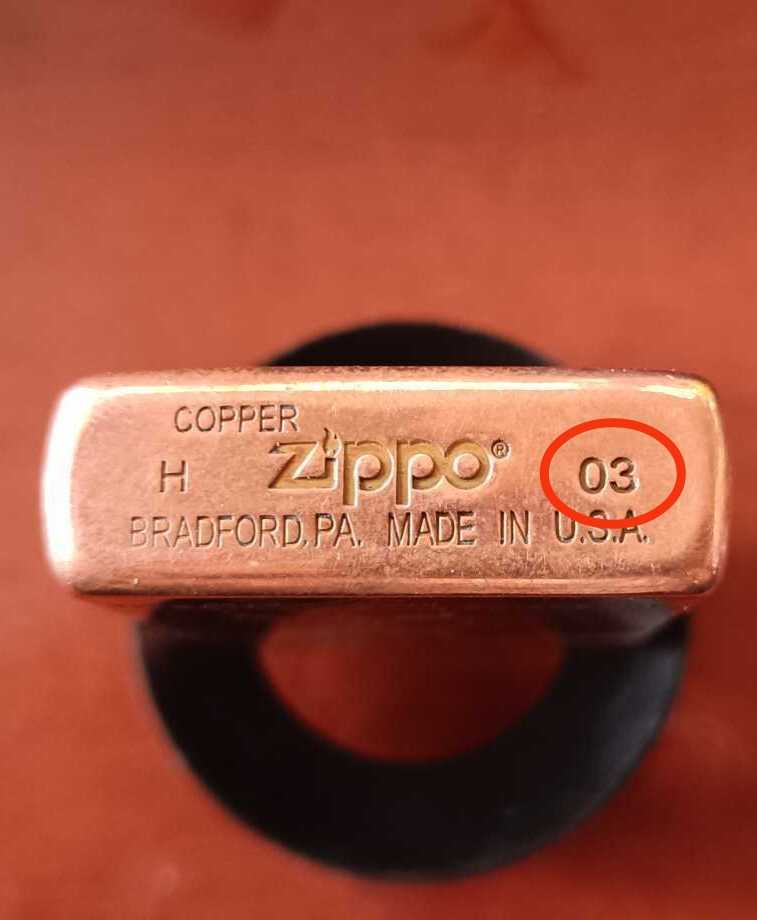 COPPER
H zippo® 03
BRADFORD,PA. MADE IN U.S.A.